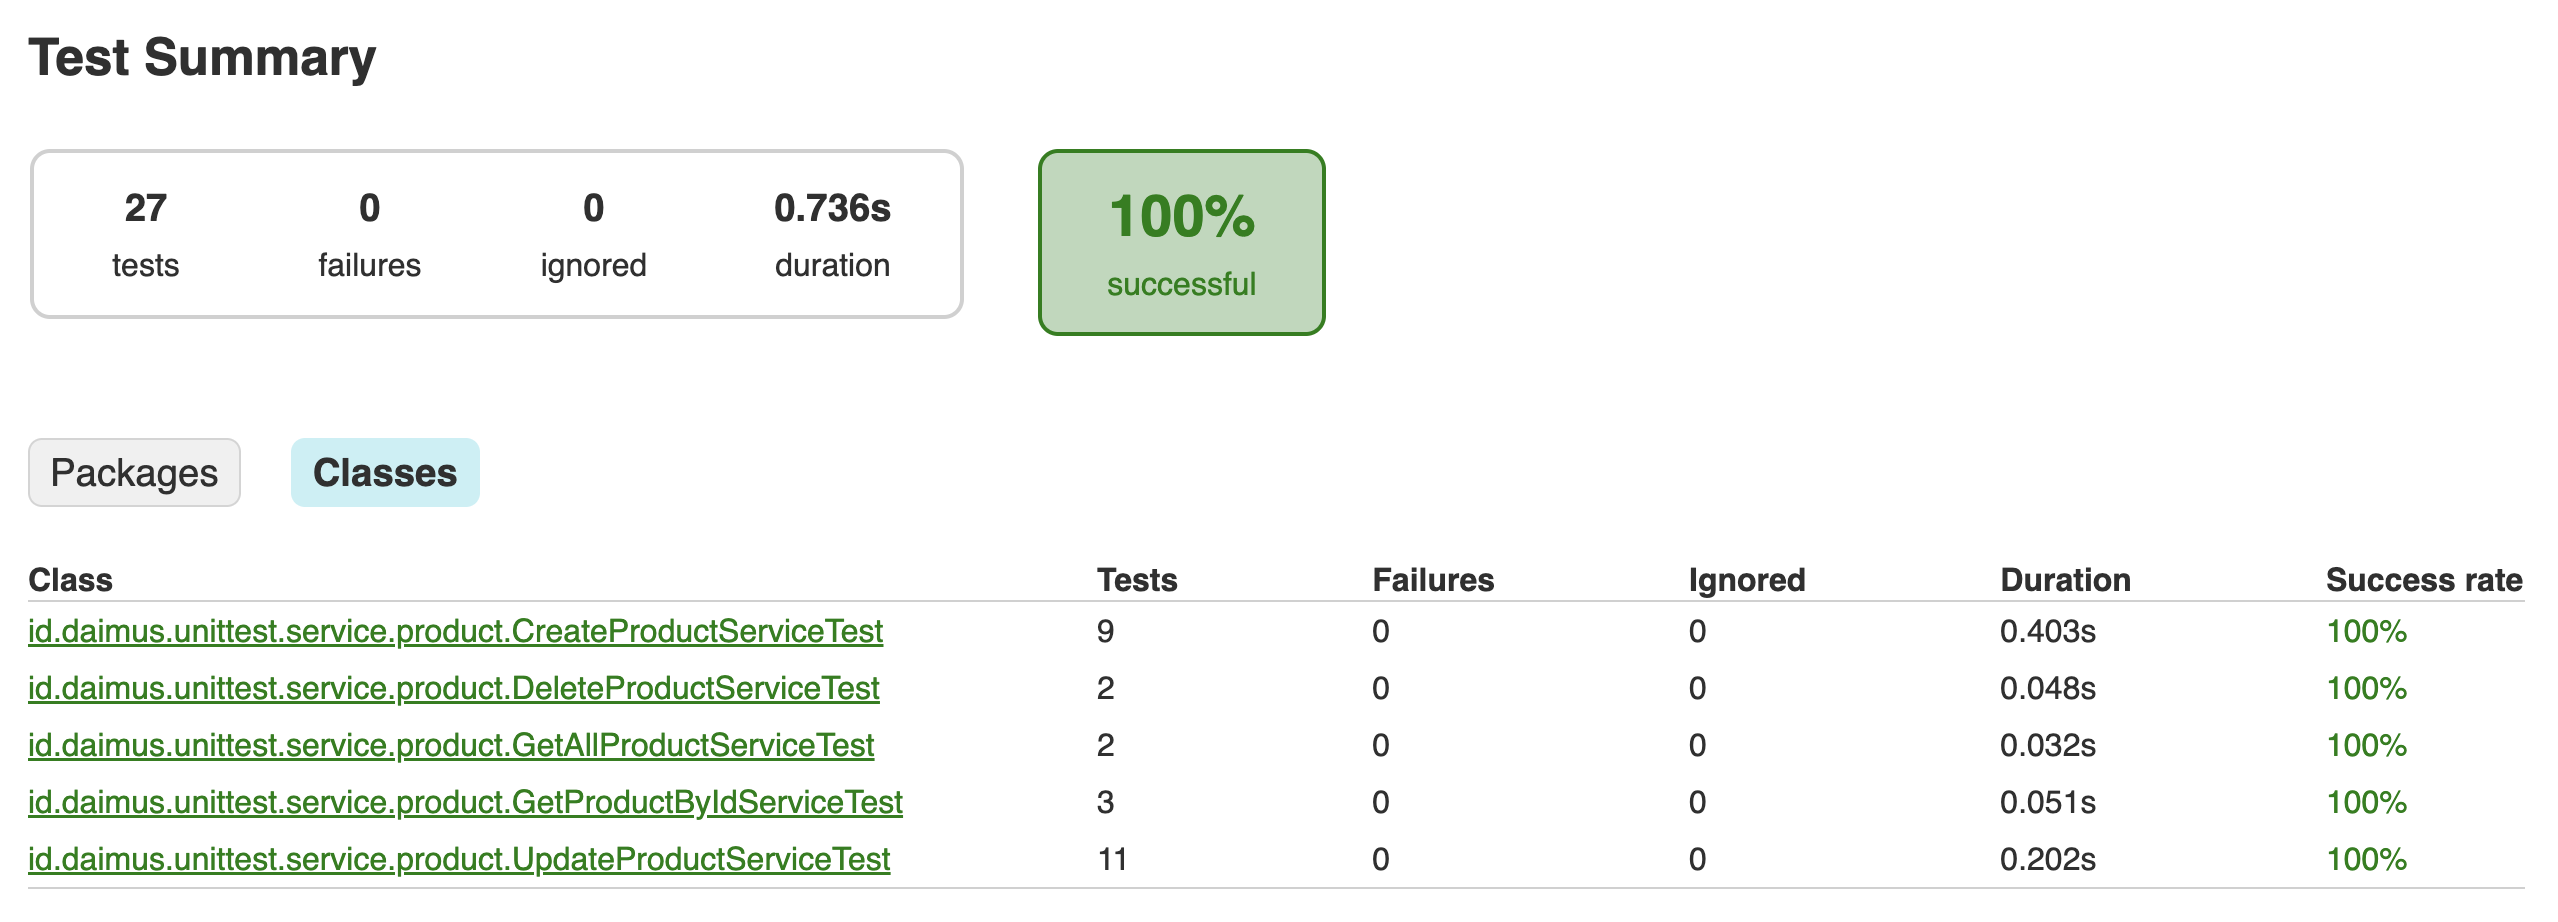 Test Summary
27 0 0 0.736s
tests failures ignored duration
100%
successful
Packages Classes
Class Tests Failures Ignored Duration Success rate
id.daimus.unittest.service.product.CreateProductServiceTest 9 0 0 0.403s 100%
id.daimus.unittest.service.product.DeleteProductServiceTest 2 0 0 0.048s 100%
id.daimus.unittest.service.product.GetAllProductServiceTest 2 0 0 0.032s 100%
id.daimus.unittest.service.product.GetProductByIdServiceTest 3 0 0 0.051s 100%
id.daimus.unittest.service.product.UpdateProductServiceTest 11 0 0 0.202s 100%